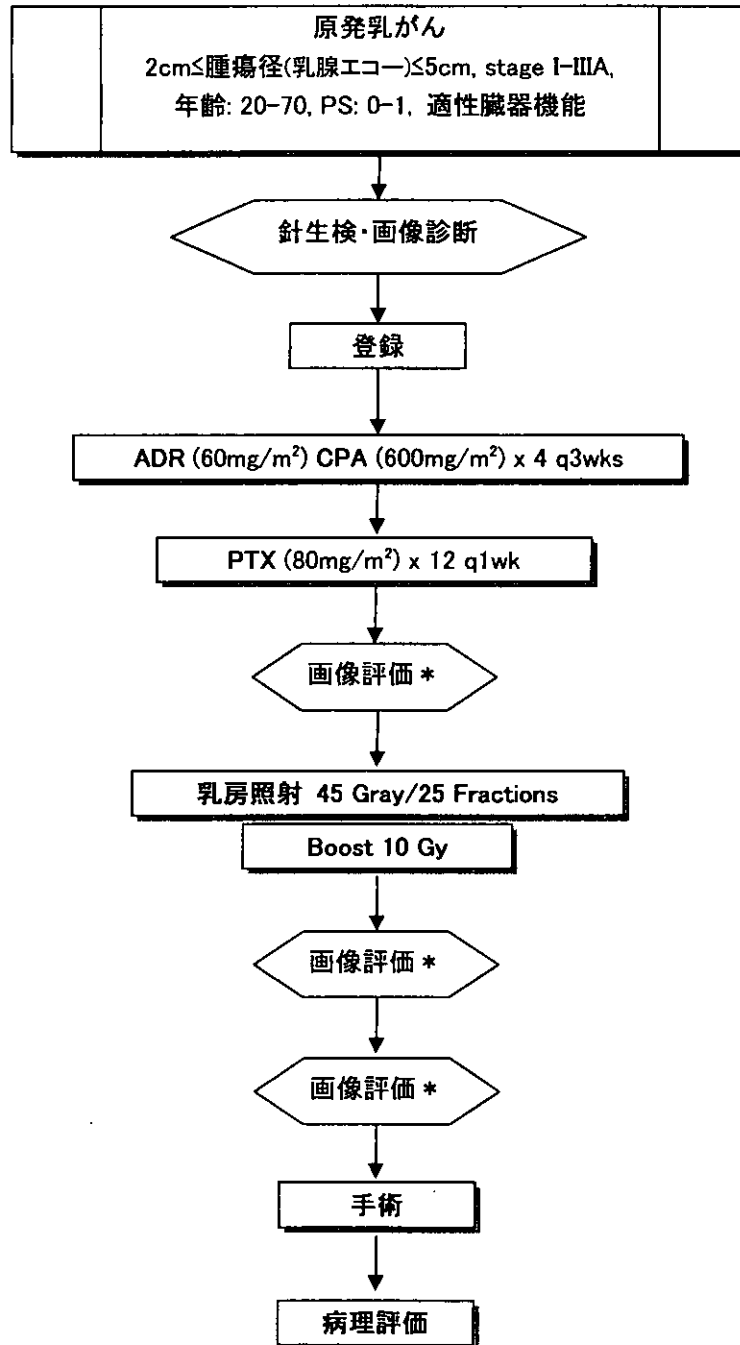 原発乳がん
2cm≤腫瘍径(乳腺エコー)≤5cm, stage I-IIIA,
年齢: 20-70, PS: 0-1, 適性臓器機能
針生検・画像診断
登録
ADR (60mg/m²) CPA (600mg/m²) x 4 q3wks
PTX (80mg/m²) x 12 q1wk
画像評価 *
乳房照射 45 Gray/25 Fractions
Boost 10 Gy
画像評価 *
画像評価 *
手術
病理評価